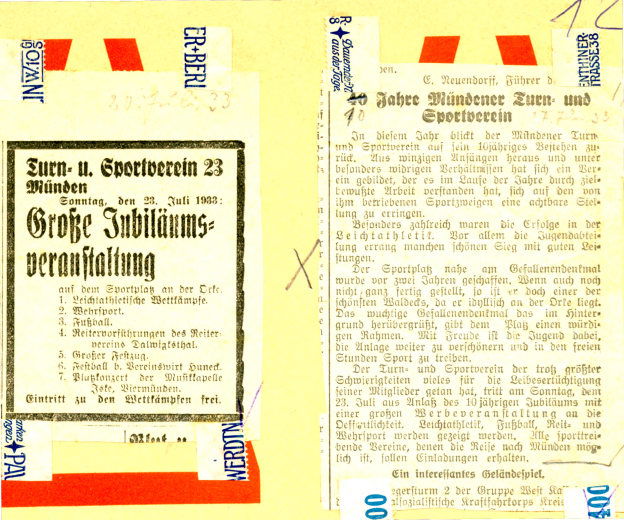 Turn- u. Sportverein 23
Münden
Sonntag, den 23. Juli 1933:
Große Jubiläums-
veranstaltung
auf dem Sportplatz an der Orke.
1. Leichtathletische Wettkämpfe.
2. Wehrsport.
3. Fußball.
4. Reitervorführungen des Reiter-
vereins Dalwigksthal.
5. Großer Festzug.
6. Festball b. Vereinswirt Huneck.
7. Platzkonzert der Musikkapelle
Jske, Viermünden.
Eintritt zu den Wettkämpfen frei.
E. Neuendorff, Führer d
10 Jahre Mündener Turn- und
Sportverein
In diesem Jahr blickt der Mündener Turn-
und Sportverein auf sein 10jähriges Bestehen zu-
rück. Aus winzigen Anfängen heraus und unter
besonders widrigen Verhältnissen hat sich ein Ver-
ein gebildet, der es im Laufe der Jahre durch ziel-
bewußte Arbeit verstanden hat, sich auf den von
ihm betriebenen Sportzweigen eine achtbare Stel-
lung zu erringen.
Besonders zahlreich waren die Erfolge in der
Leichtathletik. Vor allem die Jugendabtei-
lung errang manchen schönen Sieg mit guten Lei-
stungen.
Der Sportplatz nahe am Gefallenendenkmal
wurde vor zwei Jahren geschaffen. Wenn auch noch
nicht ganz fertig gestellt, so ist er doch einer der
schönsten Waldecks, da er idyllisch an der Orke liegt.
Das wuchtige Gefallenendenkmal das im Hinter-
grund herübergrüßt, gibt dem Platz einen würdi-
gen Rahmen. Mit Freude ist die Jugend dabei,
die Anlage weiter zu verschönern und in den freien
Stunden Sport zu treiben.
Der Turn- und Sportverein der trotz größter
Schwierigkeiten vieles für die Leibesertüchtigung
seiner Mitglieder getan hat, tritt am Sonntag, den
23. Juli aus Anlaß des 10jährigen Jubiläums mit
einer großen Werbeveranstaltung an die
Oeffentlichkeit. Leichtathletik, Fußball, Reit- und
Wehrsport werden gezeigt werden. Alle sporttrei-
bende Vereine, denen die Reise nach Münden mög-
lich ist, sollen Einladungen erhalten.
Ein interessantes Geländespiel.
2 der Gruppe West
Kraftfahrkorps Kreis
00
400